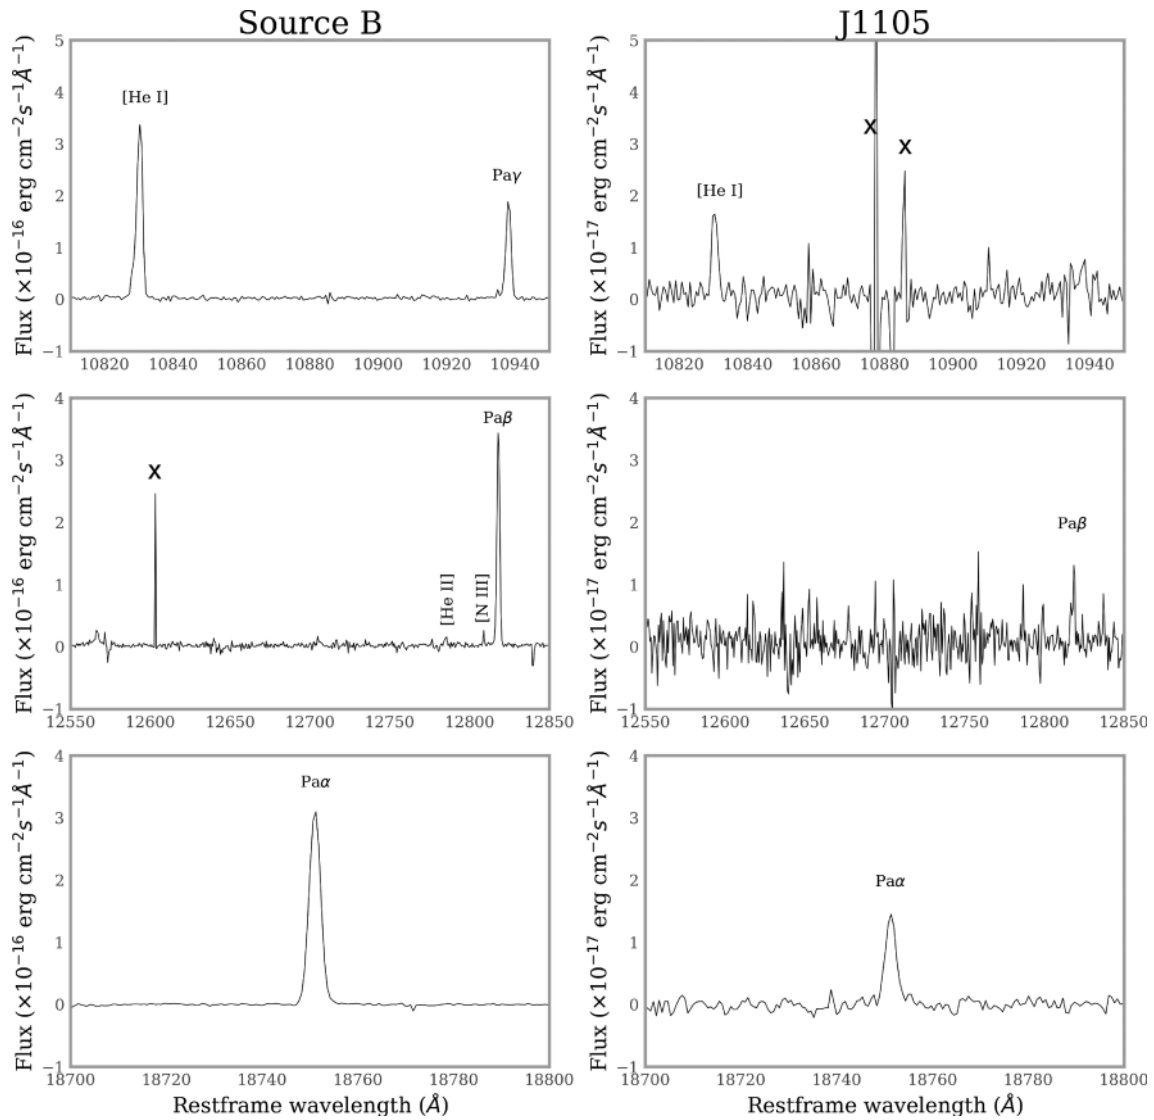 Source B
J1105
Flux (×10−16 erg cm−2s−1Å−1)
5
4
3
2
1
0
−1
[He I]
Paγ
10820 10840 10860 10880 10900 10920 10940
Flux (×10−17 erg cm−2s−1Å−1)
5
4
3
2
1
0
−1
X
X
[He I]
10820 10840 10860 10880 10900 10920 10940
Flux (×10−16 erg cm−2s−1Å−1)
4
3
2
1
0
−1
X
Paβ
[He II]
[N III]
12550 12600 12650 12700 12750 12800 12850
Flux (×10−17 erg cm−2s−1Å−1)
4
3
2
1
0
−1
Paβ
12550 12600 12650 12700 12750 12800 12850
Flux (×10−16 erg cm−2s−1Å−1)
4
3
2
1
0
−1
Paα
18700 18720 18740 18760 18780 18800
Restframe wavelength (Å)
Flux (×10−17 erg cm−2s−1Å−1)
4
3
2
1
0
−1
Paα
18700 18720 18740 18760 18780 18800
Restframe wavelength (Å)